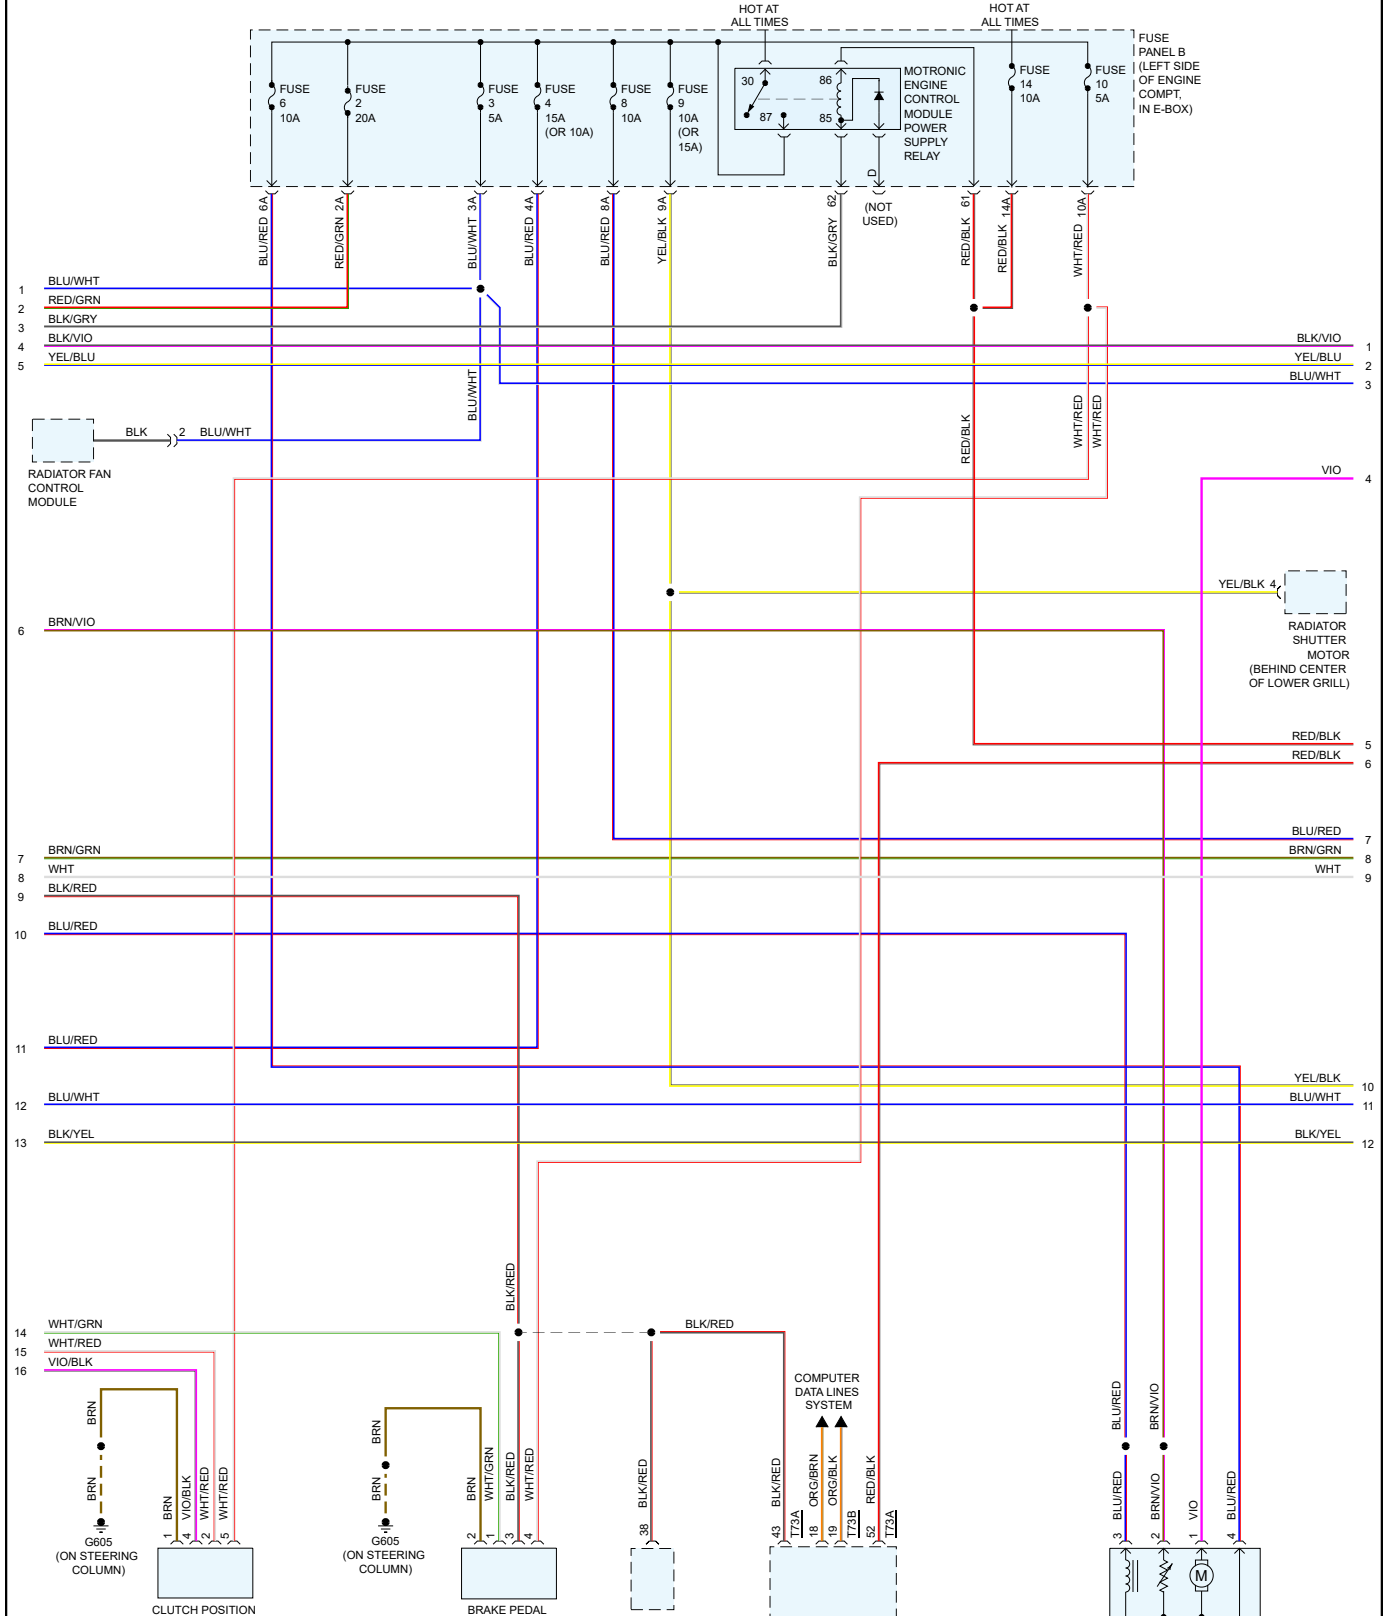 HOT AT
ALL TIMES
HOT AT
ALL TIMES
FUSE
PANEL B
(LEFT SIDE
OF ENGINE
COMPT,
IN E-BOX)
FUSE
6
10A
FUSE
2
20A
FUSE
3
5A
FUSE
4
15A
(OR 10A)
FUSE
8
10A
FUSE
9
10A
(OR
15A)
30
87
86
85
MOTRONIC
ENGINE
CONTROL
MODULE
POWER
SUPPLY
RELAY
FUSE
14
10A
FUSE
10
5A
D
(NOT
USED)
BLU/RED 6A
RED/GRN 2A
BLU/WHT 3A
BLU/RED 4A
BLU/RED 8A
YEL/BLK 9A
BLK/GRY 62
RED/BLK 61
RED/BLK 14A
WHT/RED 10A
1 BLU/WHT
2 RED/GRN
3 BLK/GRY
4 BLK/VIO
5 YEL/BLU
BLK/VIO 1
YEL/BLU 2
BLU/WHT 3
BLU/WHT
RED/BLK
WHT/RED
WHT/RED
BLK 2 BLU/WHT
RADIATOR FAN
CONTROL
MODULE
VIO 4
YEL/BLK 4
RADIATOR
SHUTTER
MOTOR
(BEHIND CENTER
OF LOWER GRILL)
6 BRN/VIO
RED/BLK 5
RED/BLK 6
BLU/RED 7
7 BRN/GRN
BRN/GRN 8
8 WHT
WHT 9
9 BLK/RED
10 BLU/RED
11 BLU/RED
YEL/BLK 10
12 BLU/WHT
BLU/WHT 11
13 BLK/YEL
BLK/YEL 12
BLK/RED
14 WHT/GRN
15 WHT/RED
16 VIO/BLK
BLK/RED
COMPUTER
DATA LINES
SYSTEM
BRN
BRN
G605
(ON STEERING
COLUMN)
BRN 1
VIO/BLK 4
WHT/RED 2
WHT/RED 5
CLUTCH POSITION
BRN
BRN
G605
(ON STEERING
COLUMN)
BRN 2
WHT/GRN 1
BLK/RED 3
WHT/RED 4
BRAKE PEDAL
BLK/RED 38
BLK/RED 43
T73A
ORG/BRN 18
ORG/BLK 19
T73B
RED/BLK 52
T73A
BLU/RED
BRN/VIO
BLU/RED 3
BRN/VIO 2
VIO 1
BLU/RED 4
M